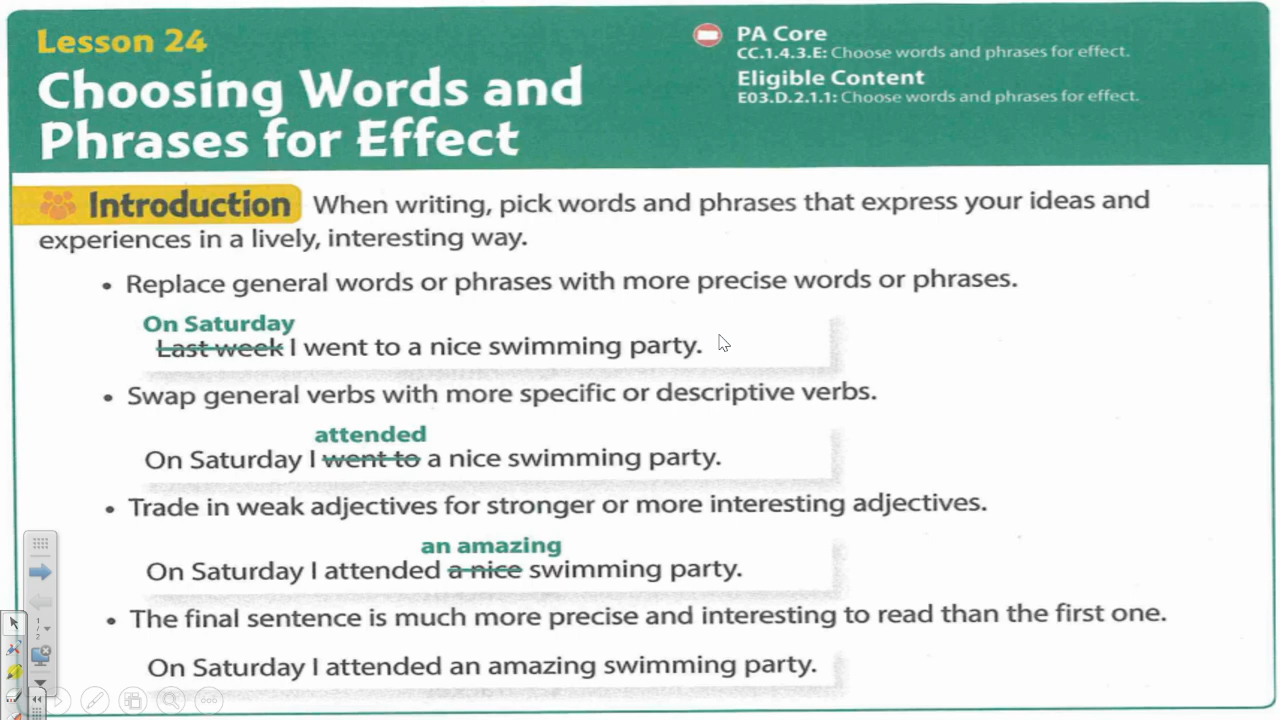 Lesson 24
Choosing Words and
Phrases for Effect
PA Core
CC.1.4.3.E: Choose words and phrases for effect.
Eligible Content
E03.D.2.1.1: Choose words and phrases for effect.
Introduction When writing, pick words and phrases that express your ideas and
experiences in a lively, interesting way.
• Replace general words or phrases with more precise words or phrases.
On Saturday
Last week I went to a nice swimming party.
• Swap general verbs with more specific or descriptive verbs.
attended
On Saturday I went to a nice swimming party.
• Trade in weak adjectives for stronger or more interesting adjectives.
an amazing
On Saturday I attended a nice swimming party.
• The final sentence is much more precise and interesting to read than the first one.
On Saturday I attended an amazing swimming party.
1
/
2